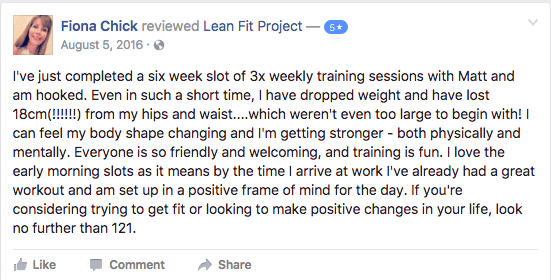 Fiona Chick reviewed Lean Fit Project — 5★
August 5, 2016 ·
I've just completed a six week slot of 3x weekly training sessions with Matt and
am hooked. Even in such a short time, I have dropped weight and have lost
18cm(!!!!!!) from my hips and waist....which weren't even too large to begin with! I
can feel my body shape changing and I'm getting stronger - both physically and
mentally. Everyone is so friendly and welcoming, and training is fun. I love the
early morning slots as it means by the time I arrive at work I've already had a great
workout and am set up in a positive frame of mind for the day. If you're
considering trying to get fit or looking to make positive changes in your life, look
no further than 121.
Like Comment Share